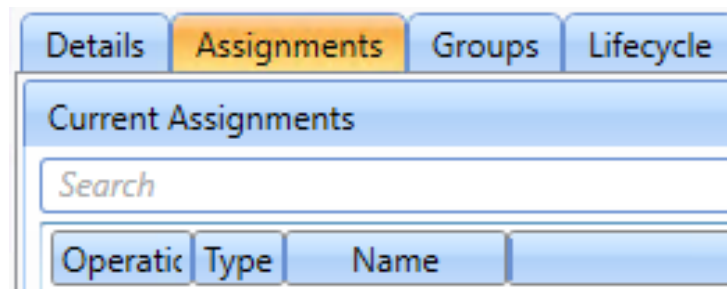 Details Assignments Groups Lifecycle
Current Assignments
Search
Operatic Type Name